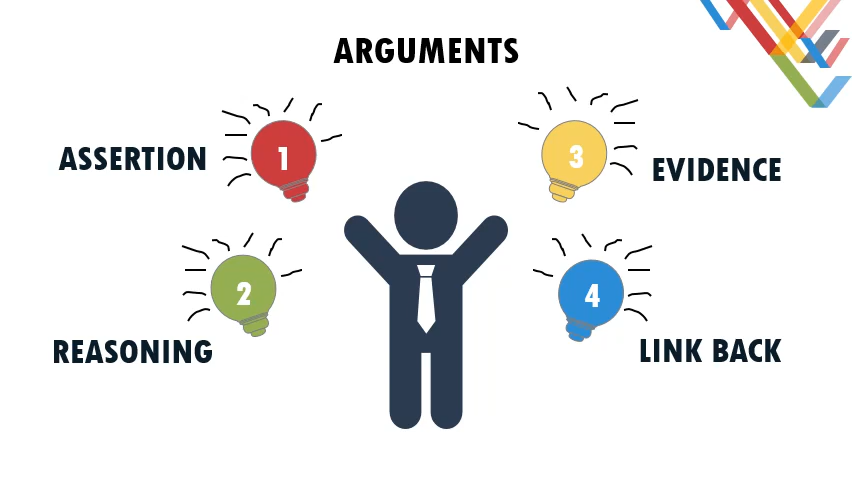 ARGUMENTS
ASSERTION
1
2
REASONING
3
EVIDENCE
4
LINK BACK